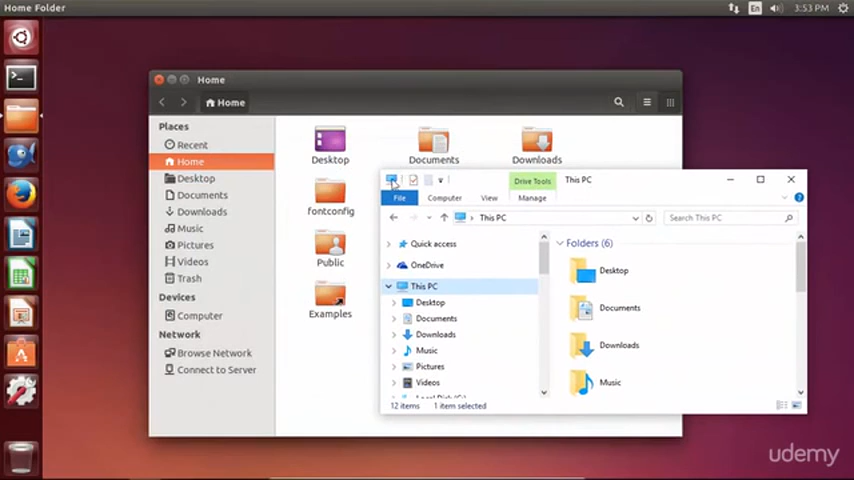 Home Folder
En
3:53 PM
Home
Home
Places
Recent
Home
Desktop
Documents
Downloads
Music
Pictures
Videos
Trash
Devices
Computer
Network
Browse Network
Connect to Server
Desktop
Documents
Downloads
fontconfig
Public
Examples
Drive Tools
This PC
File
Computer
View
Manage
This PC
Search This PC
Quick access
OneDrive
This PC
Desktop
Documents
Downloads
Music
Pictures
Videos
Folders (6)
Desktop
Documents
Downloads
Music
12 items
1 item selected
udemy